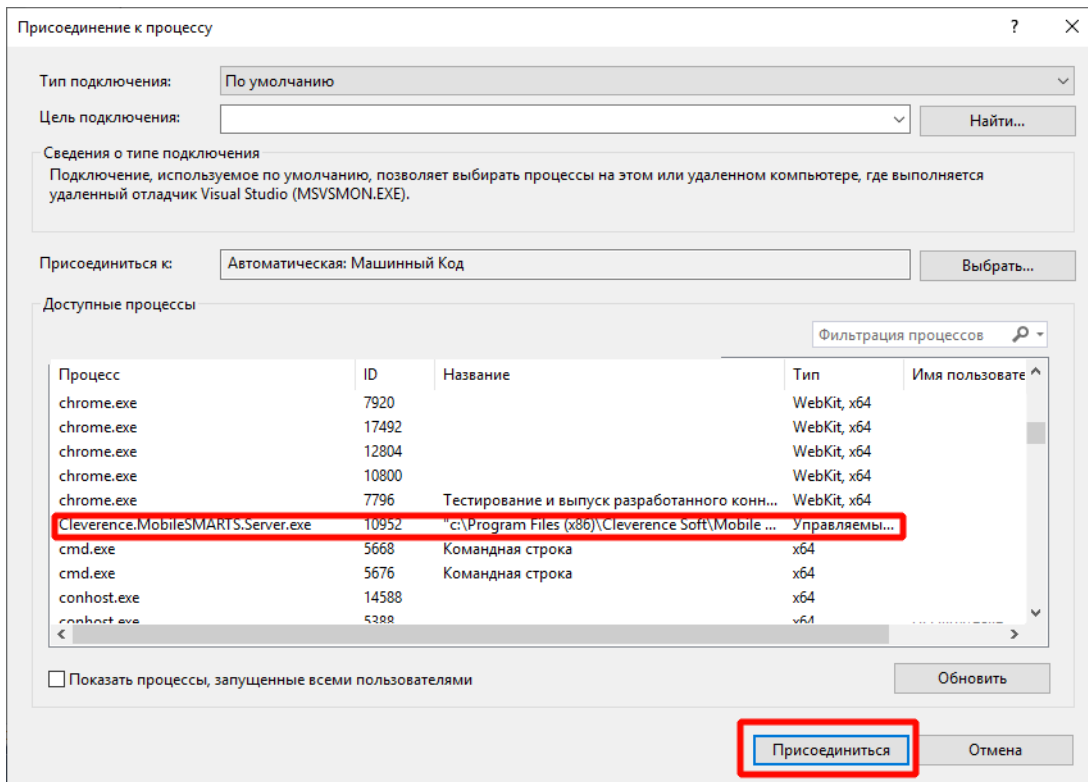 Присоединение к процессу
?
Тип подключения: По умолчанию
Цель подключения: Найти...
Сведения о типе подключения
Подключение, используемое по умолчанию, позволяет выбирать процессы на этом или удаленном компьютере, где выполняется
удаленный отладчик Visual Studio (MSVSMON.EXE).
Присоединиться к: Автоматическая: Машинный Код Выбрать...
Доступные процессы
Фильтрация процессов
Процесс ID Название Тип Имя пользовате
chrome.exe 7920 WebKit, x64
chrome.exe 17492 WebKit, x64
chrome.exe 12804 WebKit, x64
chrome.exe 10800 WebKit, x64
chrome.exe 7796 Тестирование и выпуск разработанного конн... WebKit, x64
Cleverence.MobileSMARTS.Server.exe 10952 "c:\Program Files (x86)\Cleverence Soft\Mobile ... Управляемы...
cmd.exe 5668 Командная строка x64
cmd.exe 5676 Командная строка x64
conhost.exe 14588 x64
conhost.exe 5388 x64
Показать процессы, запущенные всеми пользователями Обновить
Присоединиться Отмена